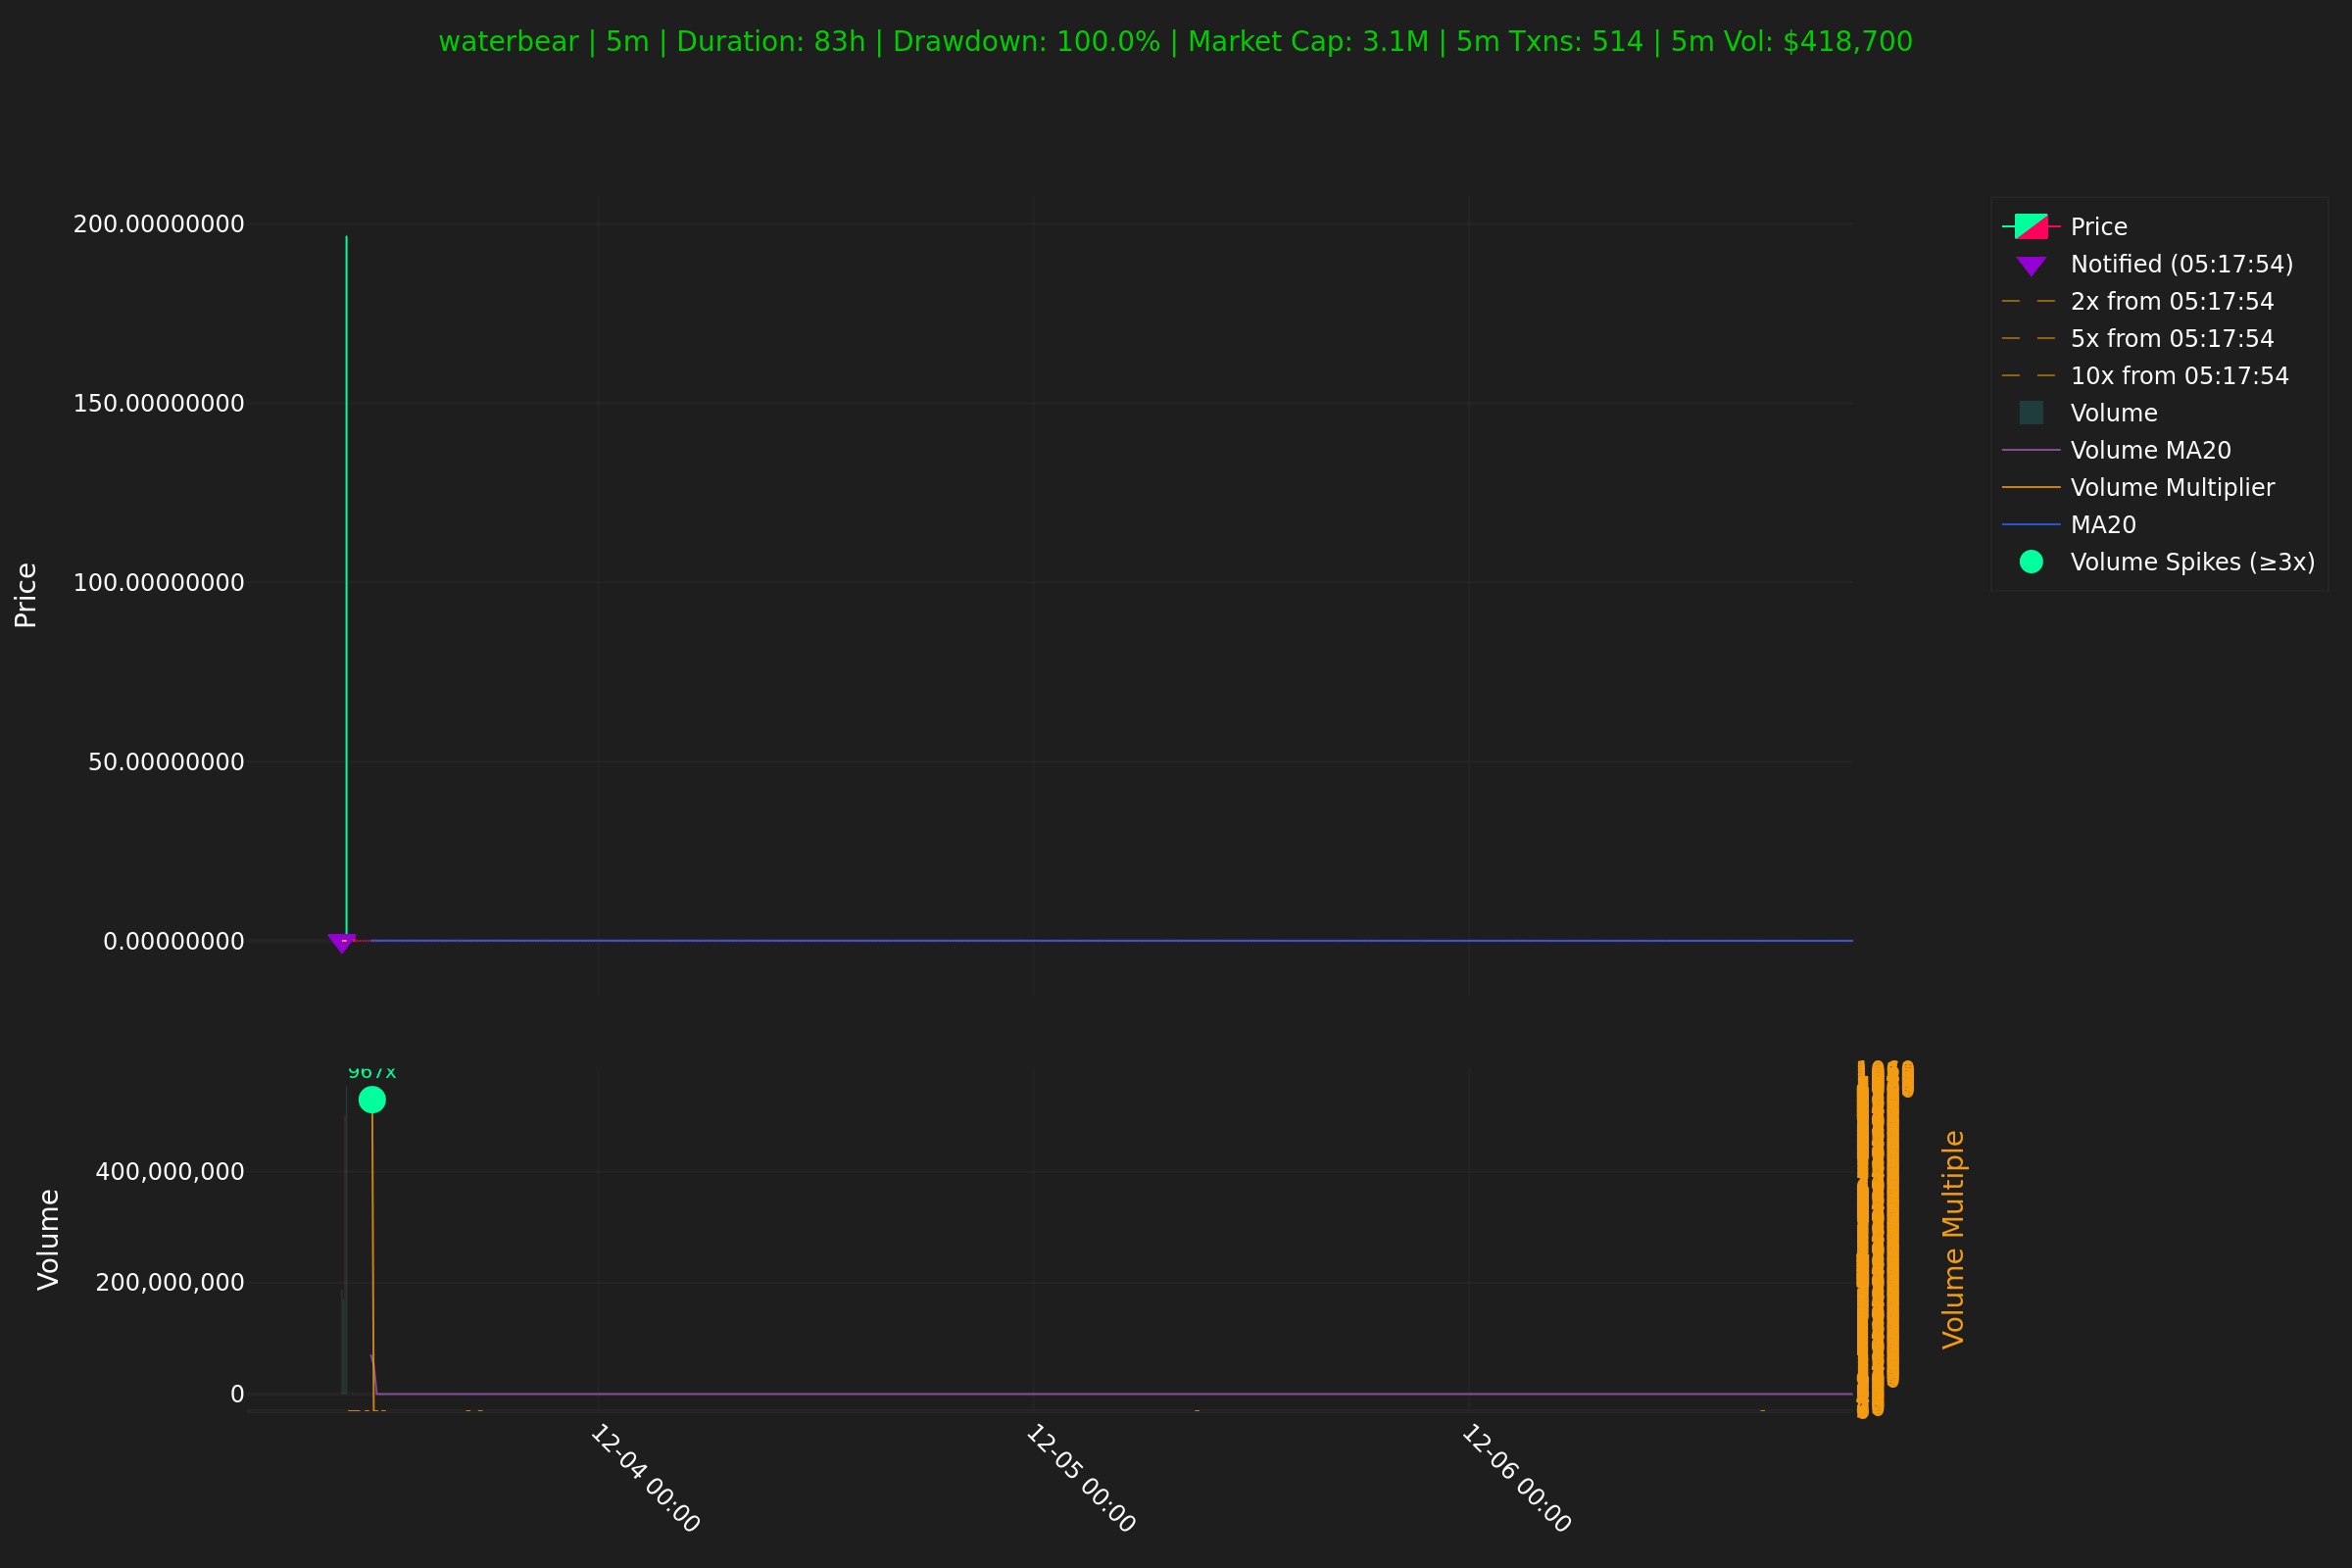 waterbear | 5m | Duration: 83h | Drawdown: 100.0% | Market Cap: 3.1M | 5m Txns: 514 | 5m Vol: $418,700
Price
200.00000000
150.00000000
100.00000000
50.00000000
0.00000000
Price
Notified (05:17:54)
2x from 05:17:54
5x from 05:17:54
10x from 05:17:54
Volume
Volume MA20
Volume Multiplier
MA20
Volume Spikes (≥3x)
967x
Volume
400,000,000
200,000,000
0
Volume Multiple
12-04 00:00
12-05 00:00
12-06 00:00